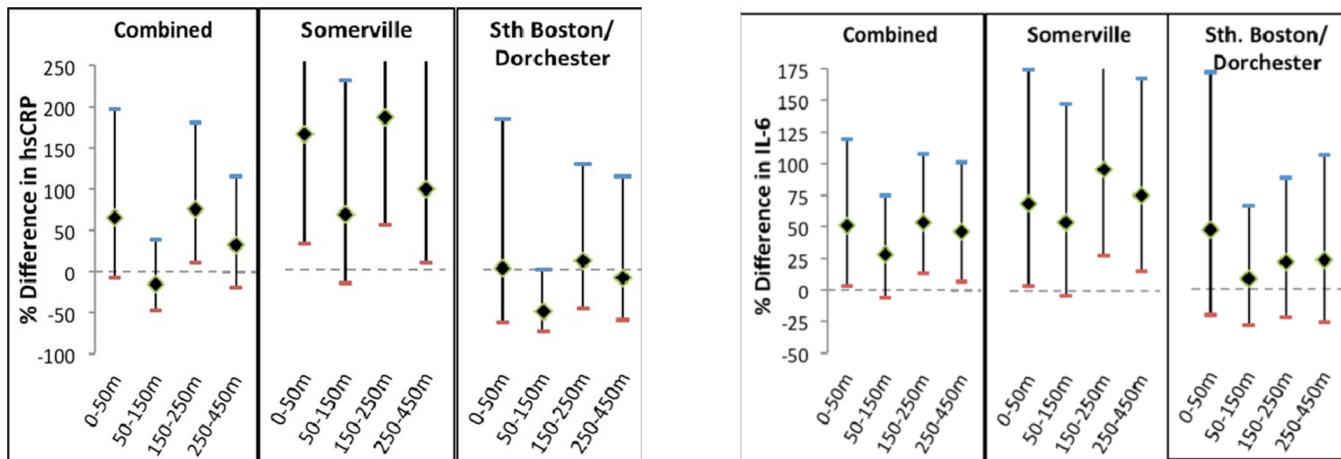 Combined
Somerville
Sth Boston/
Dorchester
% Difference in hsCRP
250
200
150
100
50
0
-50
-100
0-50m
50-150m
150-250m
250-450m
0-50m
50-150m
150-250m
250-450m
0-50m
50-150m
150-250m
250-450m
Combined
Somerville
Sth. Boston/
Dorchester
% Difference in IL-6
175
150
125
100
75
50
25
0
-25
-50
0-50m
50-150m
150-250m
250-450m
0-50m
50-150m
150-250m
250-450m
0-50m
50-150m
150-250m
250-450m